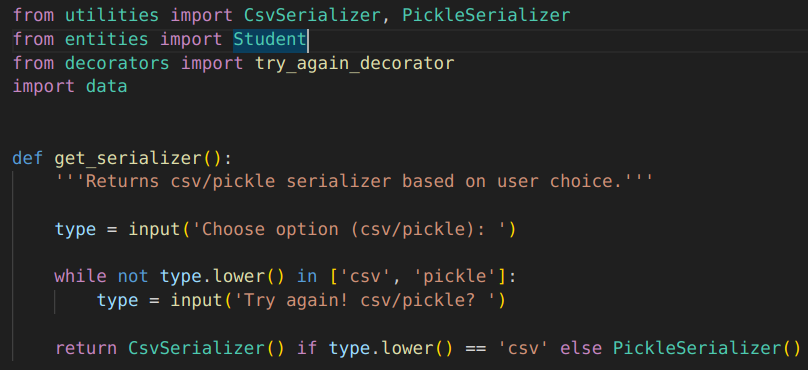 from utilities import CsvSerializer, PickleSerializer
from entities import Student
from decorators import try_again_decorator
import data
def get_serializer():
    '''Returns csv/pickle serializer based on user choice.'''
    type = input('Choose option (csv/pickle): ')
    while not type.lower() in ['csv', 'pickle']:
        type = input('Try again! csv/pickle? ')
    return CsvSerializer() if type.lower() == 'csv' else PickleSerializer()